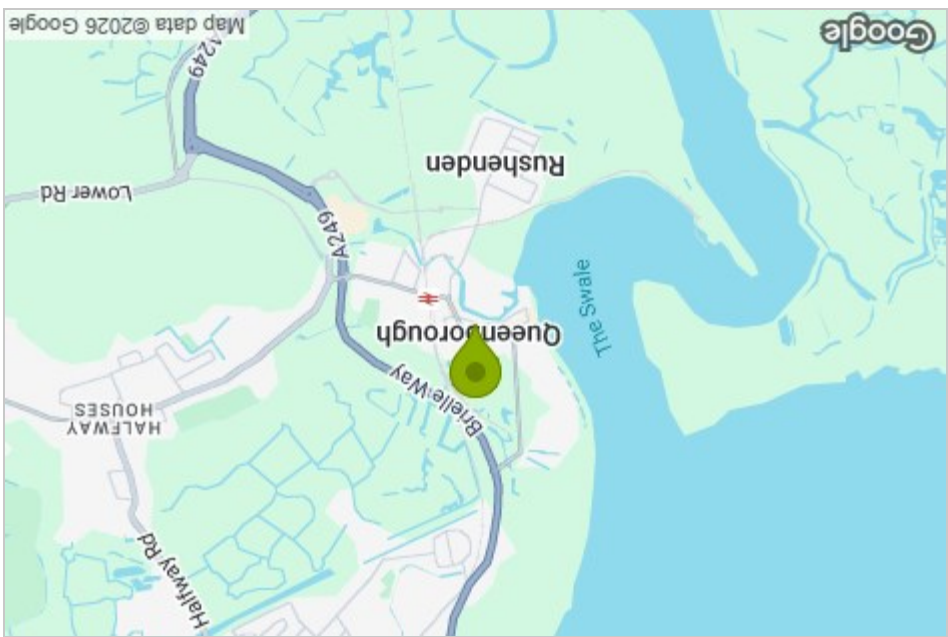 Halfway Rd
HALFWAY
HOUSES
Brielle Way
Queenborough
The Swale
A249
Lower Rd
Rushenden
A249
Google
Map data ©2026 Google